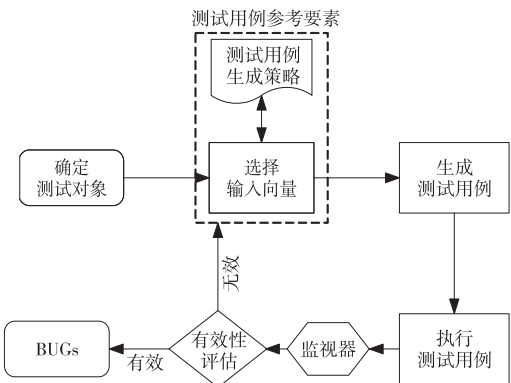 测试用例参考要素
测试用例
生成策略
确定
测试对象
选择
输入向量
生成
测试用例
无效
BUGs
有效
有效性
评估
监视器
执行
测试用例